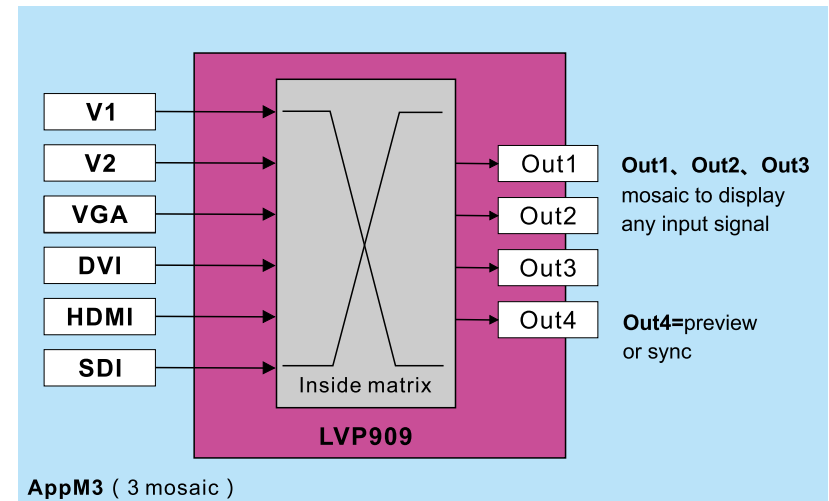 V1
V2
VGA
DVI
HDMI
SDI
Out1
Out2
Out3
Out4
Out1、Out2、Out3
mosaic to display
any input signal
Out4=preview
or sync
Inside matrix
LVP909
AppM3 ( 3 mosaic )